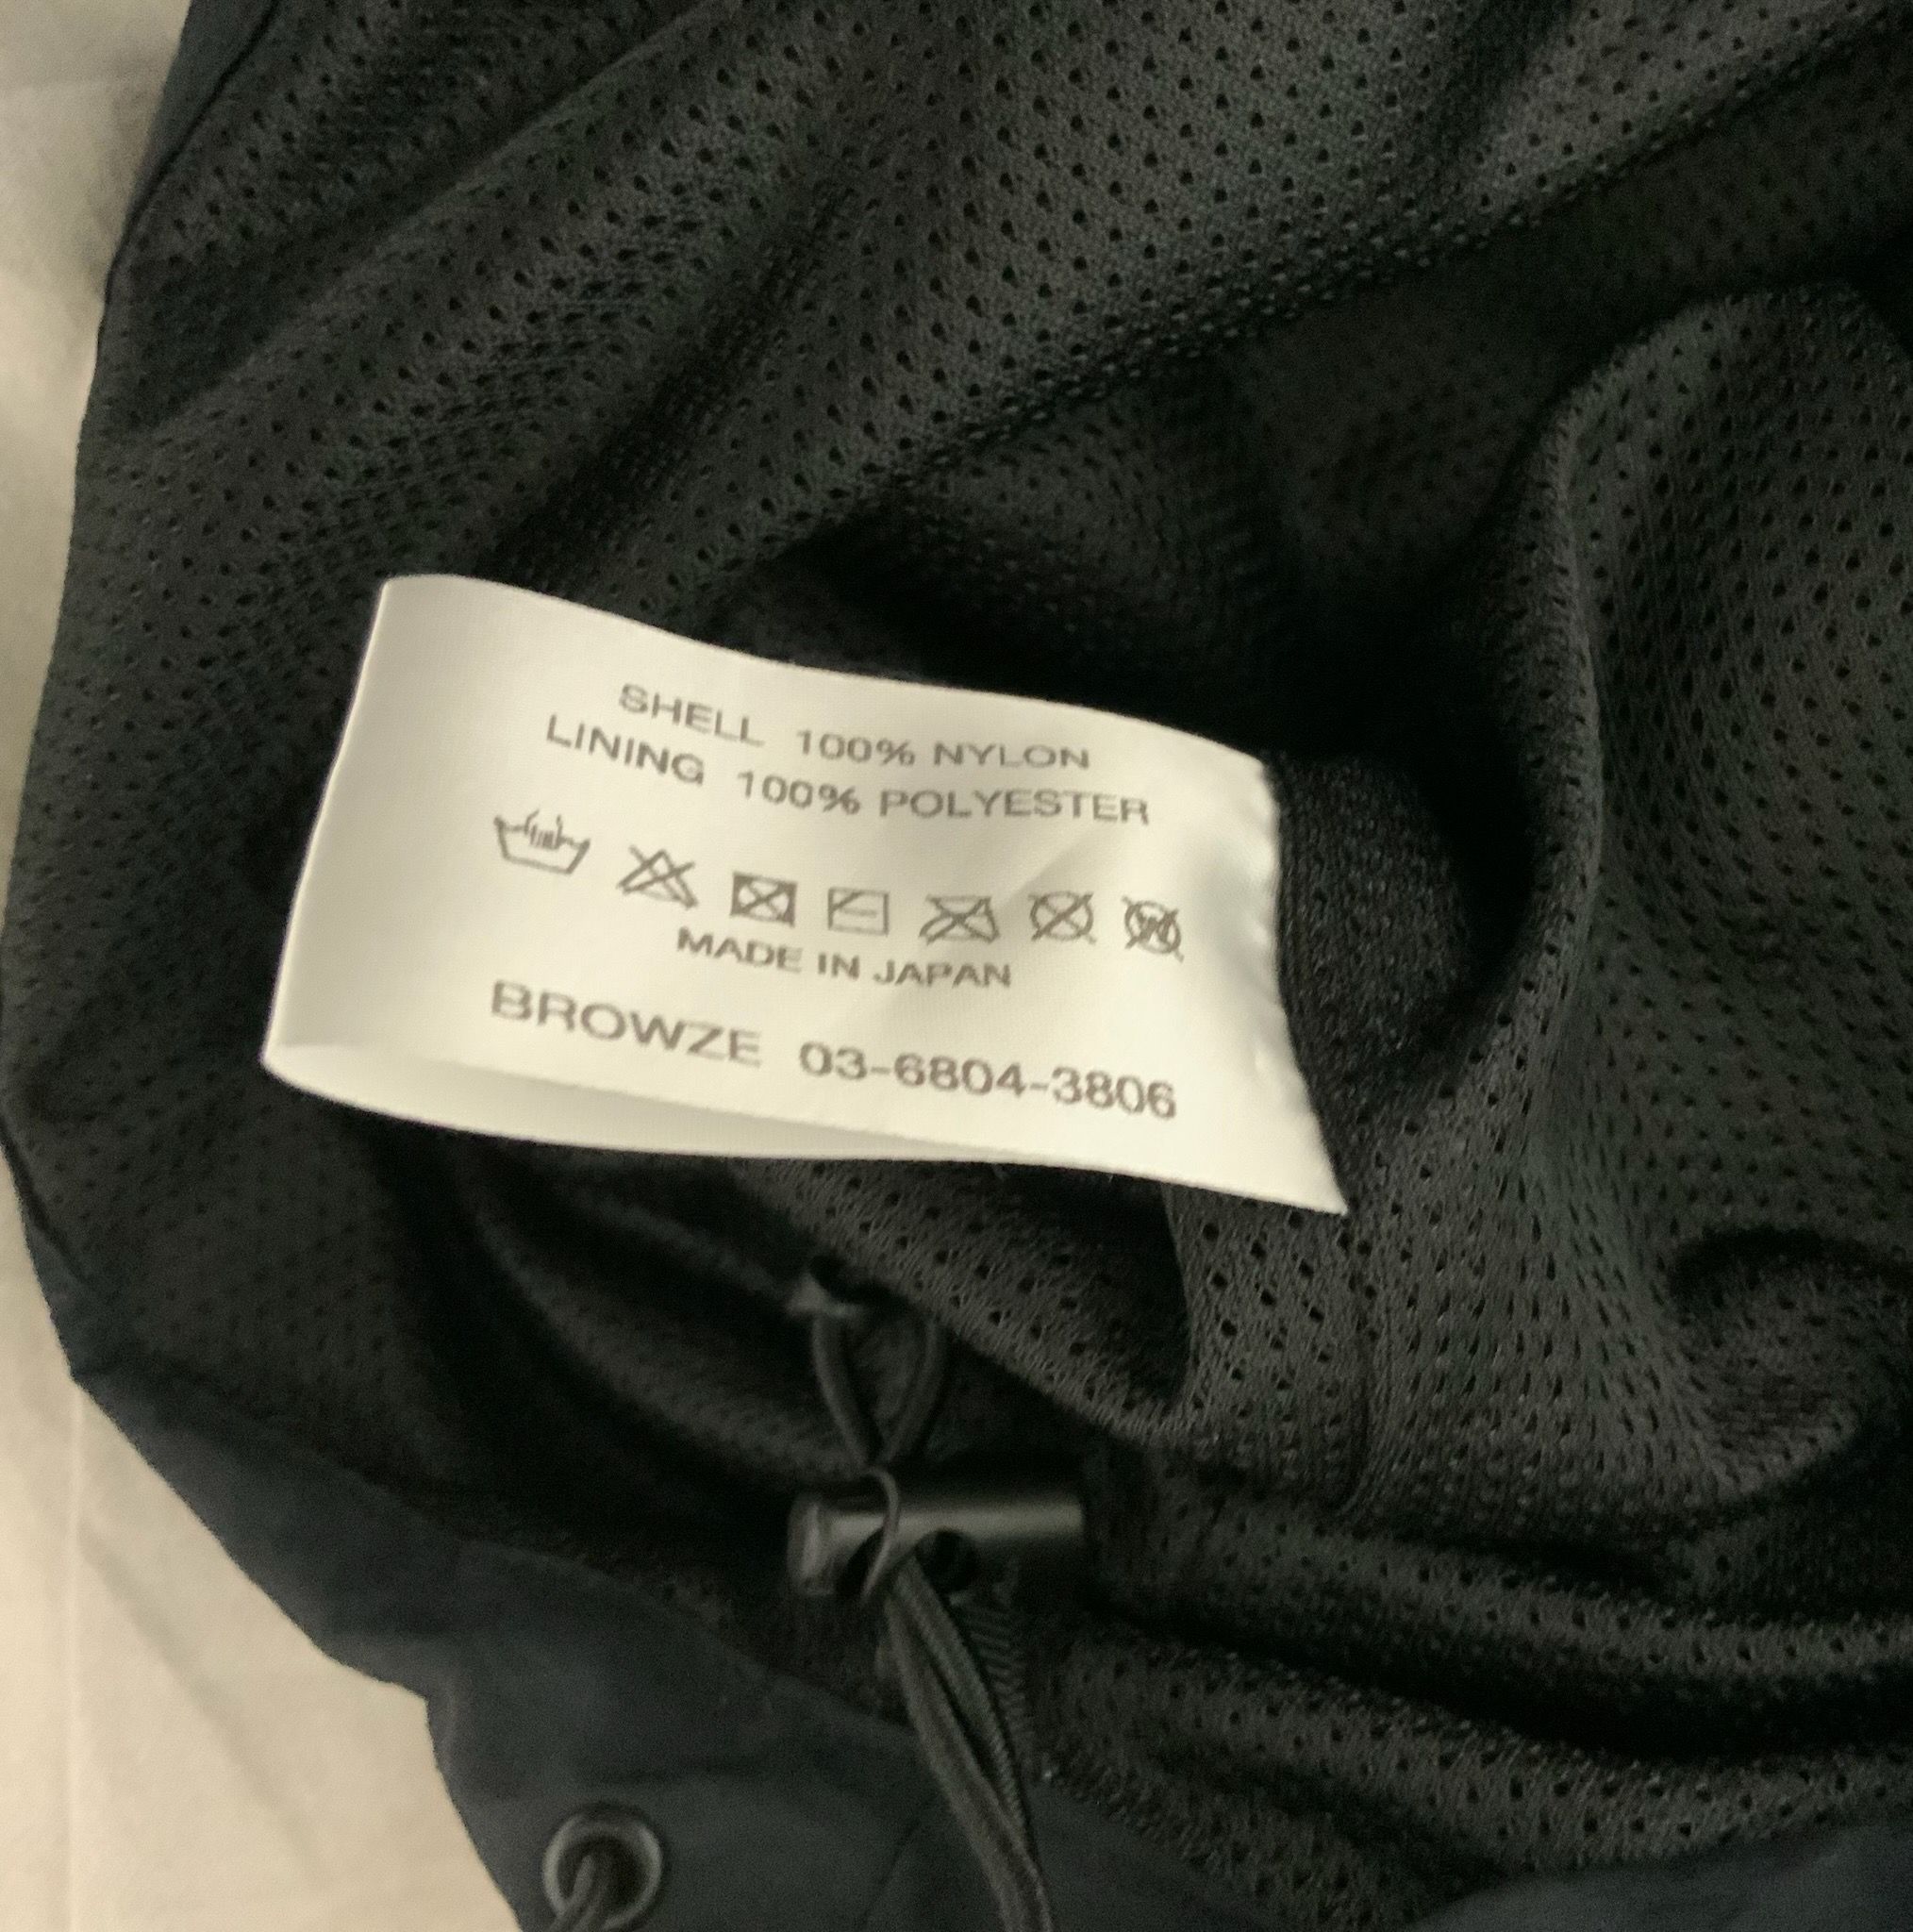 SHELL 100% NYLON
LINING 100% POLYESTER
MADE IN JAPAN
BROWZE 03-6804-3806